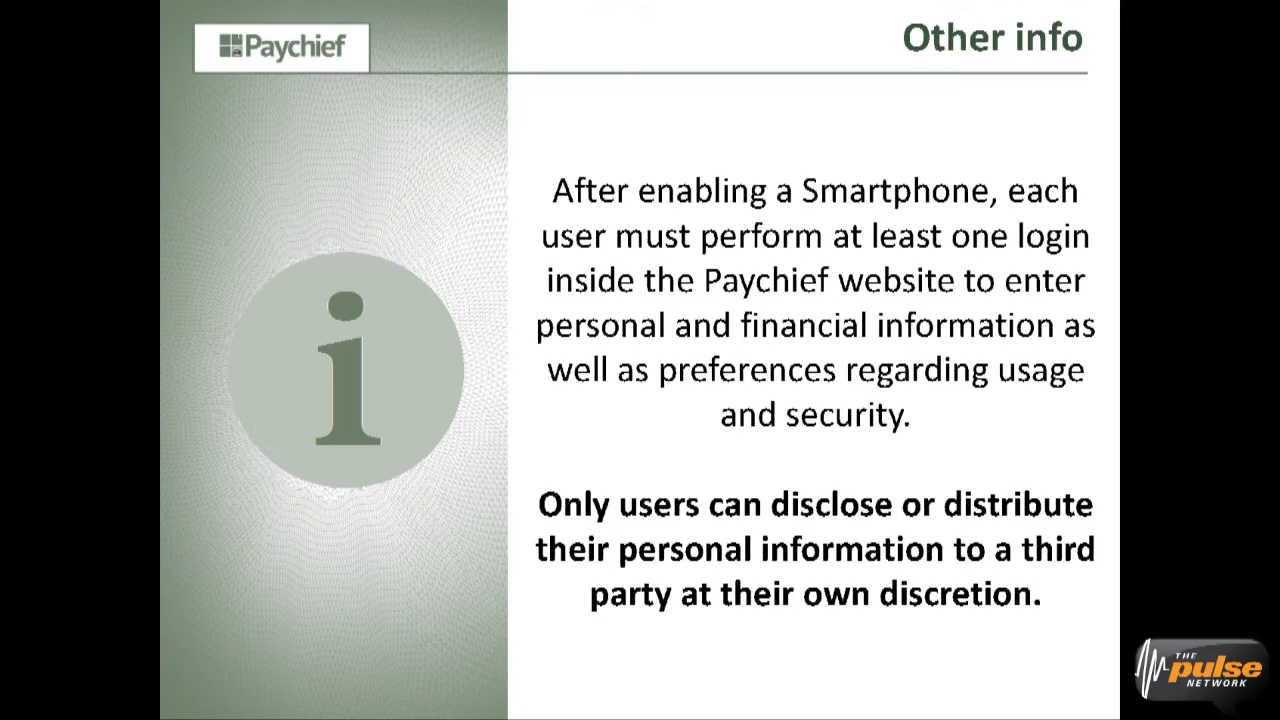 Paychief
Other info
After enabling a Smartphone, each
user must perform at least one login
inside the Paychief website to enter
personal and financial information as
well as preferences regarding usage
and security.
Only users can disclose or distribute
their personal information to a third
party at their own discretion.
THE
pulse
NETWORK